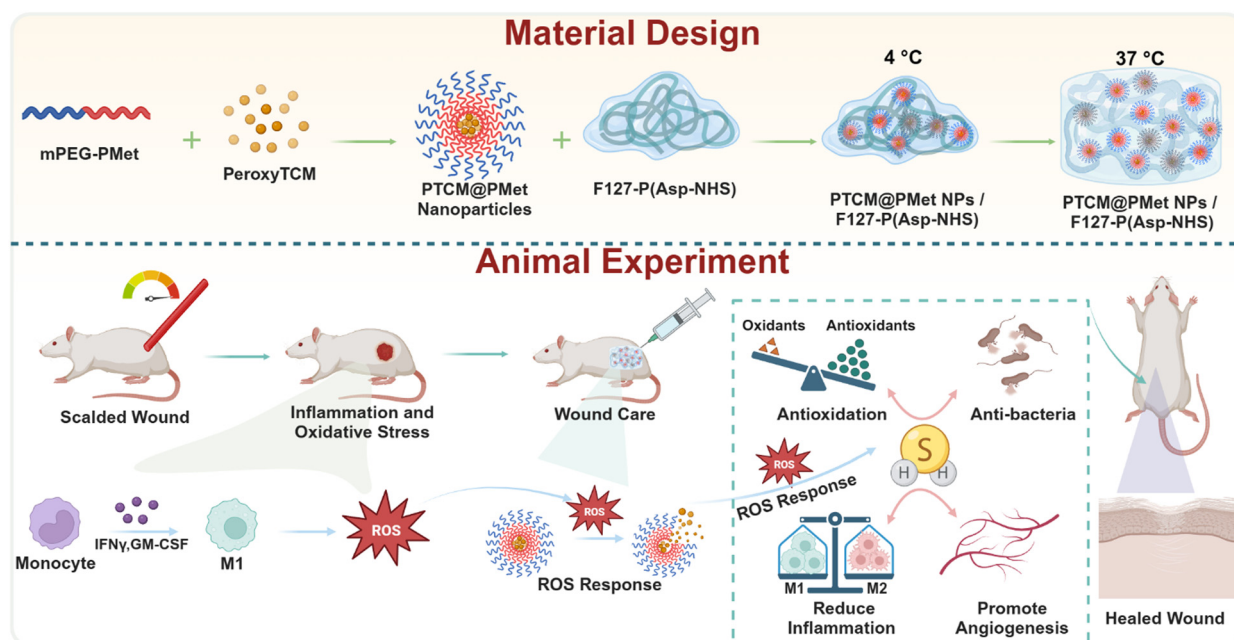 Material Design
4 °C
37 °C
mPEG-PMet
+
PeroxyTCM
PTCM@PMet
Nanoparticles
+
F127-P(Asp-NHS)
PTCM@PMet NPs /
F127-P(Asp-NHS)
PTCM@PMet NPs /
F127-P(Asp-NHS)
Animal Experiment
Scalded Wound
Inflammation and
Oxidative Stress
Wound Care
Oxidants
Antioxidants
Antioxidation
Anti-bacteria
Monocyte
IFNγ,GM-CSF
M1
ROS
ROS
ROS Response
ROS
ROS Response
S
H
H
M1
M2
Reduce
Inflammation
Promote
Angiogenesis
Healed Wound